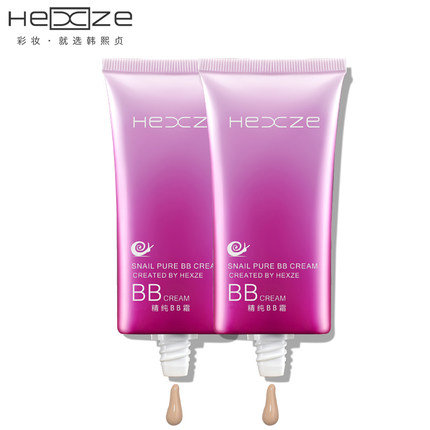 HEXZE
彩妆·就选韩熙贞
HEXZE
SNAIL PURE BB CREA
CREATED BY HEXZE
BB CREAM
精纯BB霜
HEXZE
SNAIL PURE BB CREAM
CREATED BY HEXZE
BB CREAM
精纯BB霜